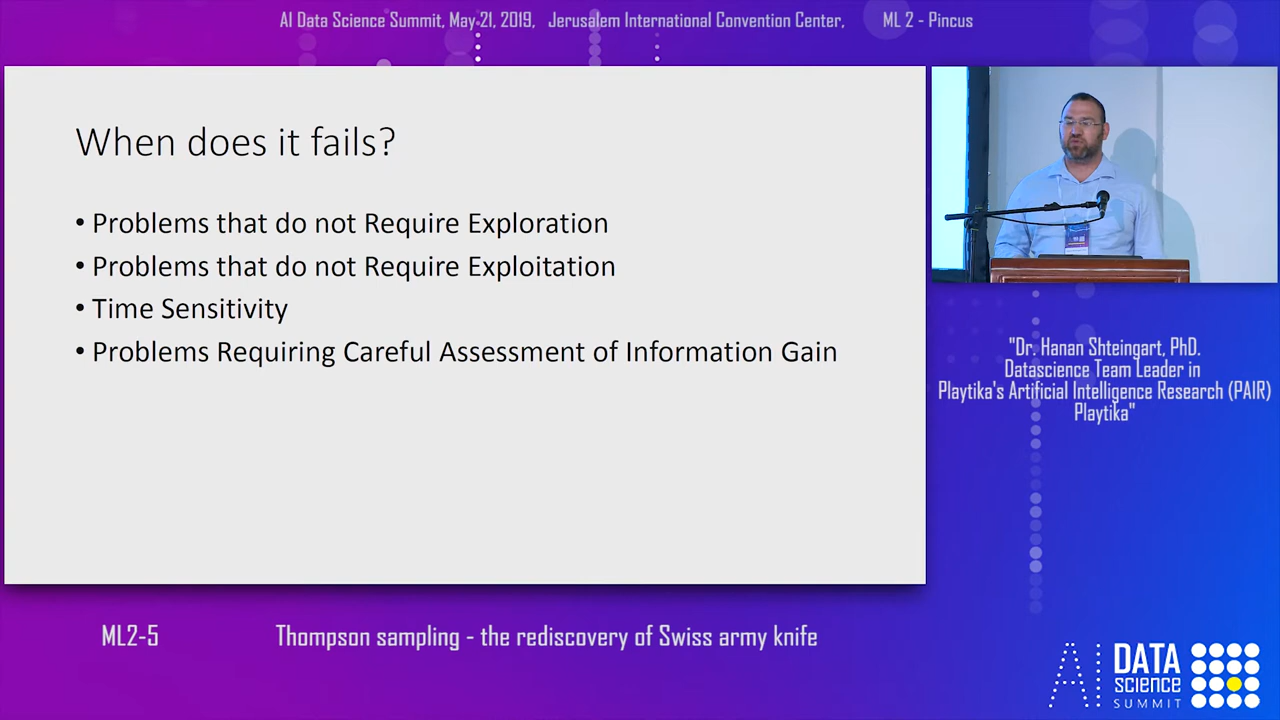 AI Data Science Summit, May 21, 2019, Jerusalem International Convention Center, ML 2 - Pincus
When does it fails?
• Problems that do not Require Exploration
• Problems that do not Require Exploitation
• Time Sensitivity
• Problems Requiring Careful Assessment of Information Gain
"Dr. Hanan Shteingart, PhD.
Datascience Team Leader in
Playtika's Artificial Intelligence Research (PAIR)
Playtika"
ML2-5 Thompson sampling - the rediscovery of Swiss army knife
AI DATA
SCIENCE
SUMMIT